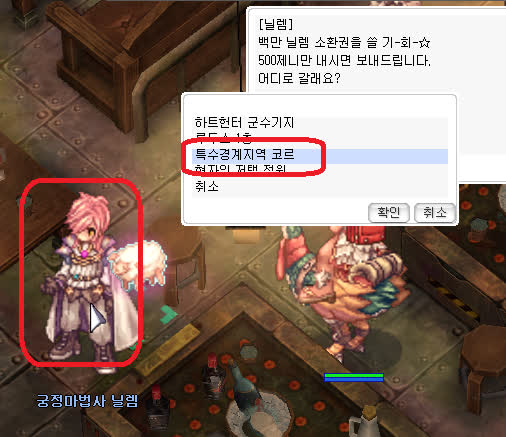 [닐렘]
백만 닐렘 소환권을 쓸 기-회-☆
500제니만 내시면 보내드립니다.
어디로 갈래요?
하트헌터 군수기지
루두스 1층
특수경계지역 코르
현자의 저택 정원
취소
확인 취소
궁정마법사 닐렘